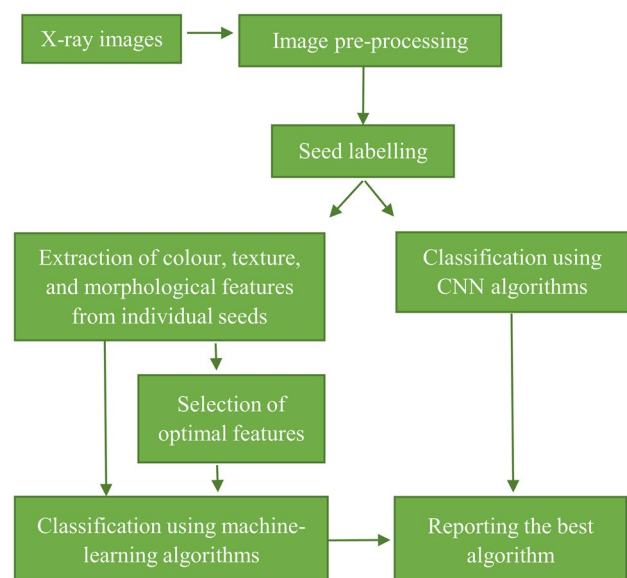 X-ray images
Image pre-processing
Seed labelling
Extraction of colour, texture,
and morphological features
from individual seeds
Classification using
CNN algorithms
Selection of
optimal features
Classification using machine-
learning algorithms
Reporting the best
algorithm